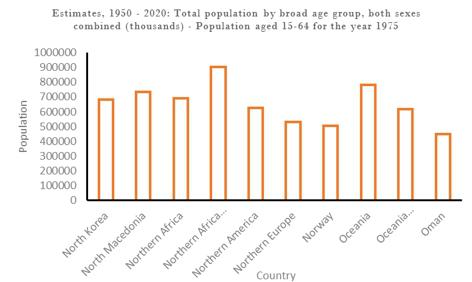 Estimates, 1950 - 2020: Total population by broad age group, both sexes
combined (thousands) - Population aged 15-64 for the year 1975
1000000
900000
800000
700000
600000
500000
400000
300000
200000
100000
0
Population
North Korea
North Macedonia
Northern Africa
Northern Africa...
Northern America
Northern Europe
Norway
Oceania
Oceania...
Oman
Country